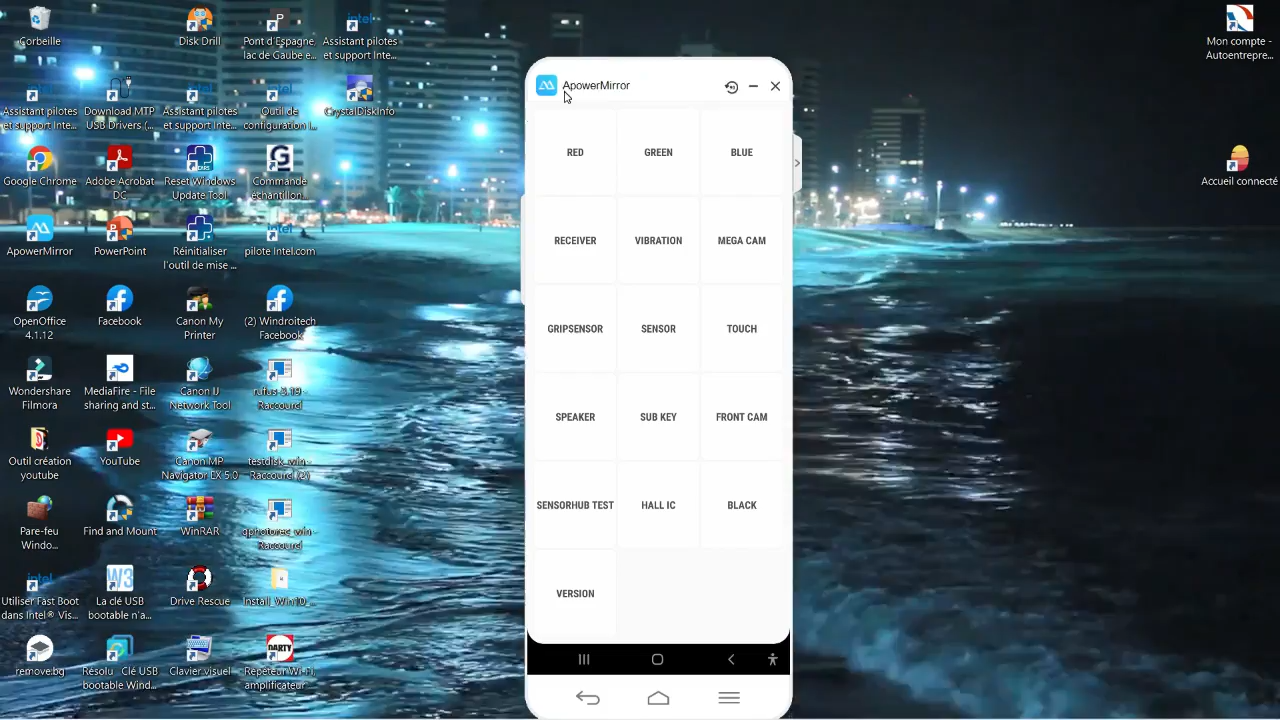 Corbeille
Disk Drill
Pont d'Espagne,
lac de Gaube e...
Assistant pilotes
et support Inte...
Mon compte -
Autoentrepre...
Assistant pilotes
et support Inte...
Download MTP
USB Drivers (...
Assistant pilotes
et support Inte...
Outil de
configuration I...
CrystalDiskInfo
Google Chrome
Adobe Acrobat
DC
Reset Windows
Update Tool
Commande
échantillon...
Accueil connecté
ApowerMirror
PowerPoint
Réinitialiser
l'outil de mise ...
pilote Intel.com
OpenOffice
4.1.12
Facebook
Canon My
Printer
(2) Windroitech
Facebook
Wondershare
Filmora
MediaFire - File
sharing and st...
Canon IJ
Network Tool
rufus-3.19 -
Raccourci
Outil création
youtube
YouTube
Canon MP
Navigator EX 5.0
testdisk_win -
Raccourci (2)
Pare-feu
Windo...
Find and Mount
WinRAR
qphotorec_win -
Raccourci
Utiliser Fast Boot
dans Intel® Vis...
La clé USB
bootable n'a...
Drive Rescue
Install_Win10_...
remove.bg
Résolu - Clé USB
bootable Wind...
Clavier visuel
DARTY
Répéteur Wi-Fi,
amplificateur...
ApowerMirror
RED
GREEN
BLUE
RECEIVER
VIBRATION
MEGA CAM
GRIPSENSOR
SENSOR
TOUCH
SPEAKER
SUB KEY
FRONT CAM
SENSORHUB TEST
HALL IC
BLACK
VERSION